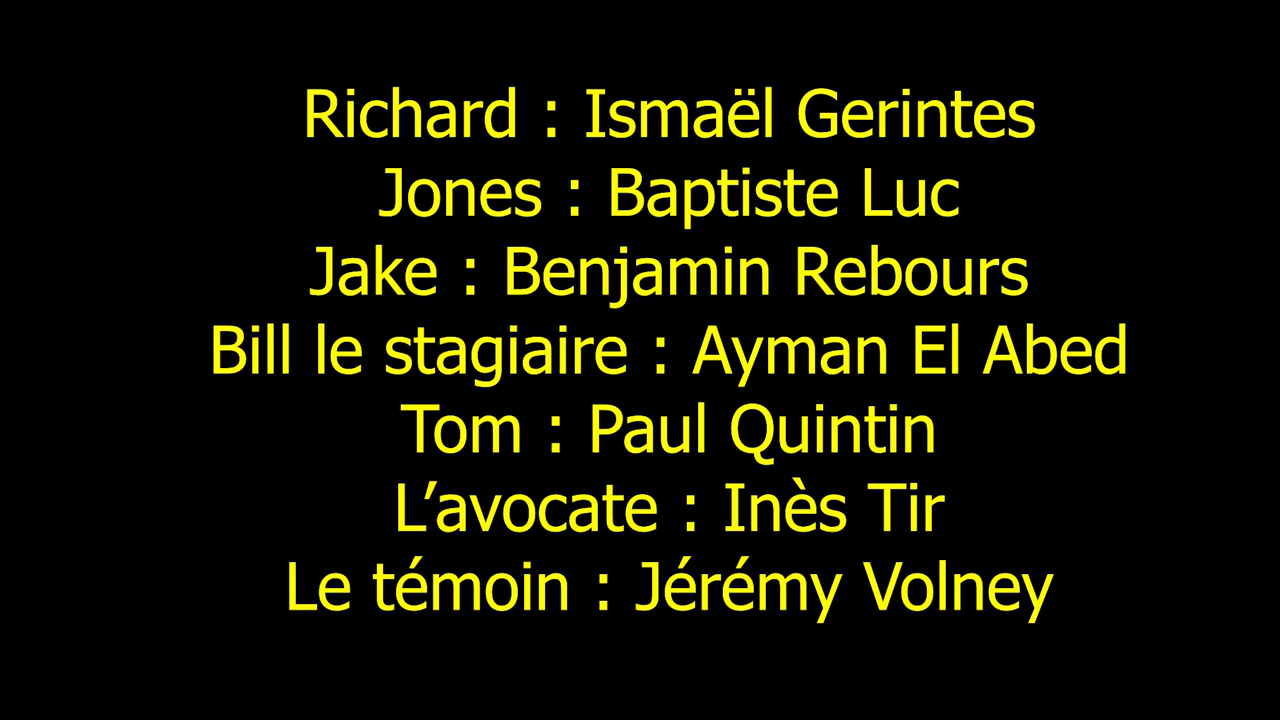 Richard : Ismaël Gerintes
Jones : Baptiste Luc
Jake : Benjamin Rebours
Bill le stagiaire : Ayman El Abed
Tom : Paul Quintin
L’avocate : Inès Tir
Le témoin : Jérémy Volney